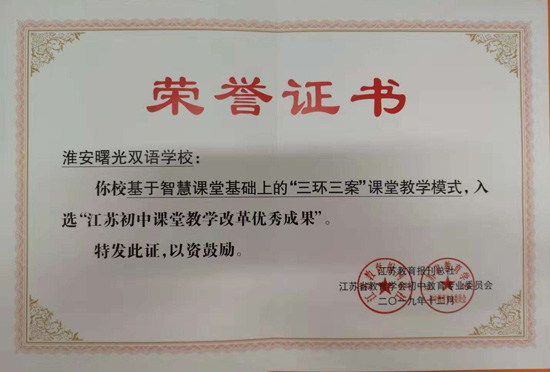 荣誉证书
淮安曙光双语学校：
你校基于智慧课堂基础上的“三环三案”课堂教学模式，入
选“江苏初中课堂教学改革优秀成果”。
特发此证，以资鼓励。
江苏教育报刊总社
江苏省教育学会初中教育专业委员会
二〇一九年十二月